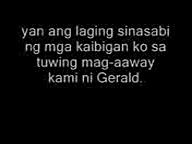 yan ang laging sinasabi
ng mga kaibigan ko sa
tuwing mag-aaway
kami ni Gerald.